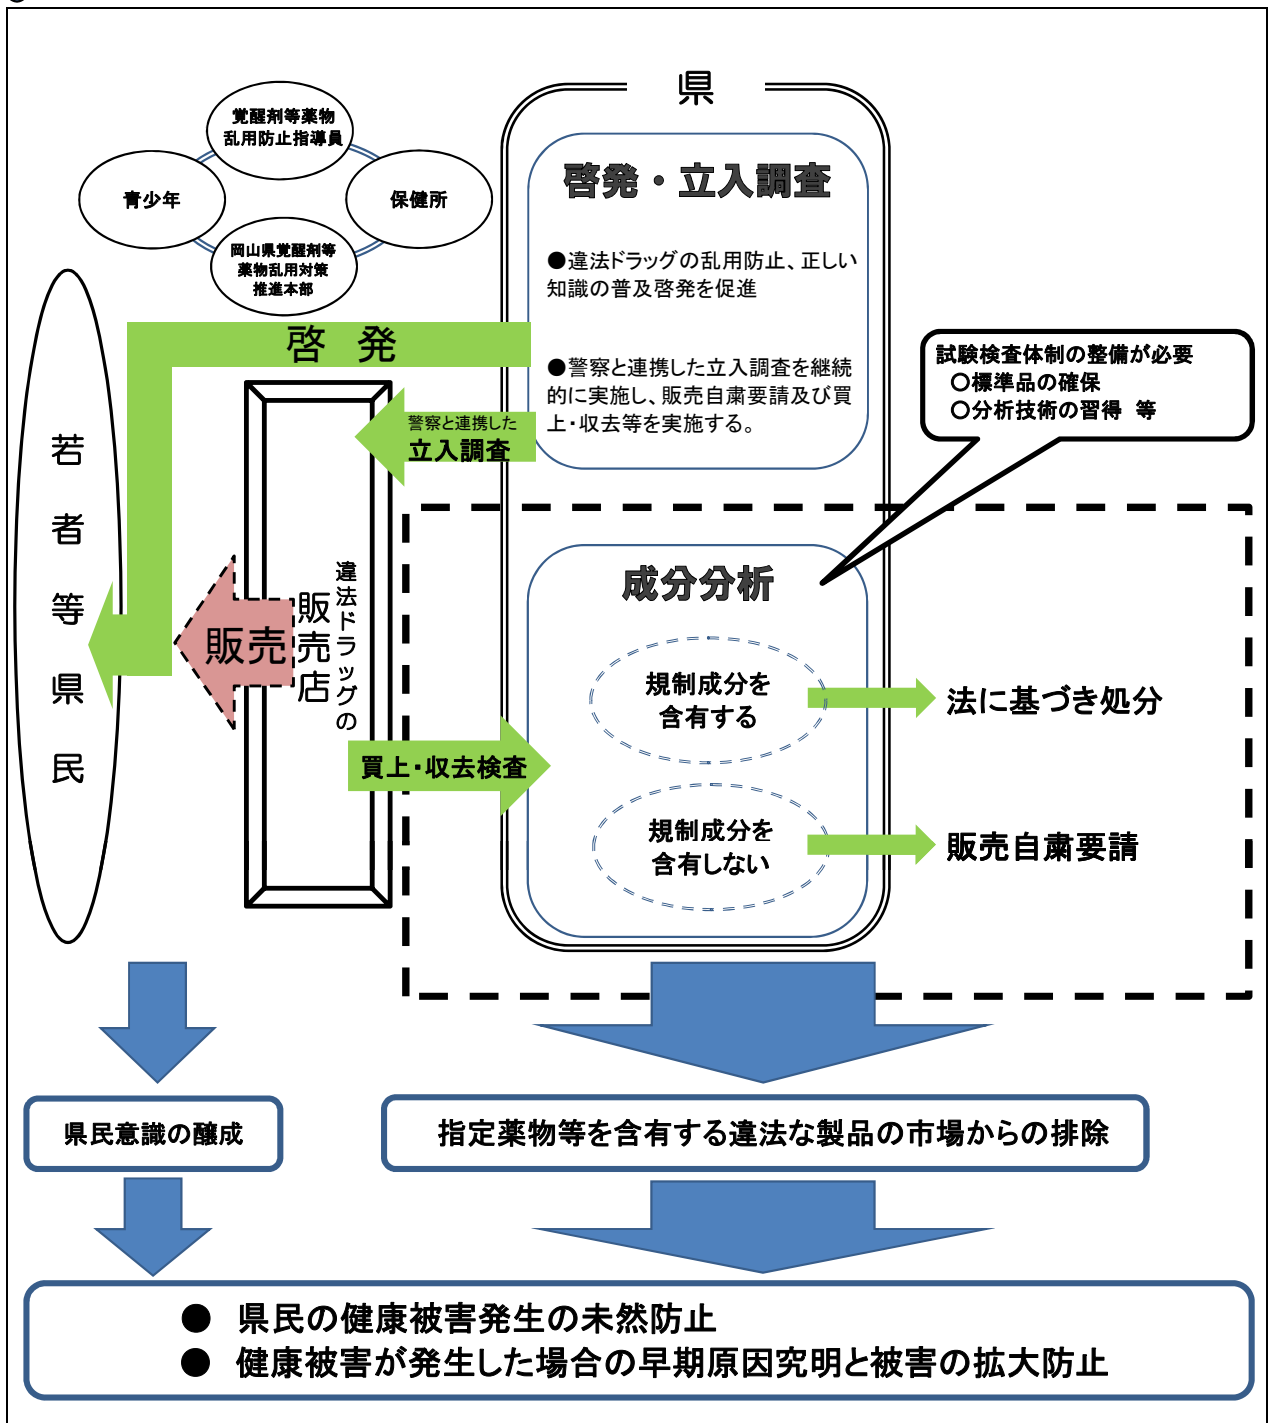 県
覚醒剤等薬物
乱用防止指導員
青少年
保健所
岡山県覚醒剤等
薬物乱用対策
推進本部
啓発・立入調査
●違法ドラッグの乱用防止、正しい
知識の普及啓発を促進
●警察と連携した立入調査を継続
的に実施し、販売自粛要請及び買
上・収去等を実施する。
啓　発
警察と連携した
立入調査
試験検査体制の整備が必要
○標準品の確保
○分析技術の習得　等
若者等県民
違法ドラッグの
販売店
販売
買上・収去検査
成分分析
規制成分を
含有する
法に基づき処分
規制成分を
含有しない
販売自粛要請
県民意識の醸成
指定薬物等を含有する違法な製品の市場からの排除
●　県民の健康被害発生の未然防止
●　健康被害が発生した場合の早期原因究明と被害の拡大防止